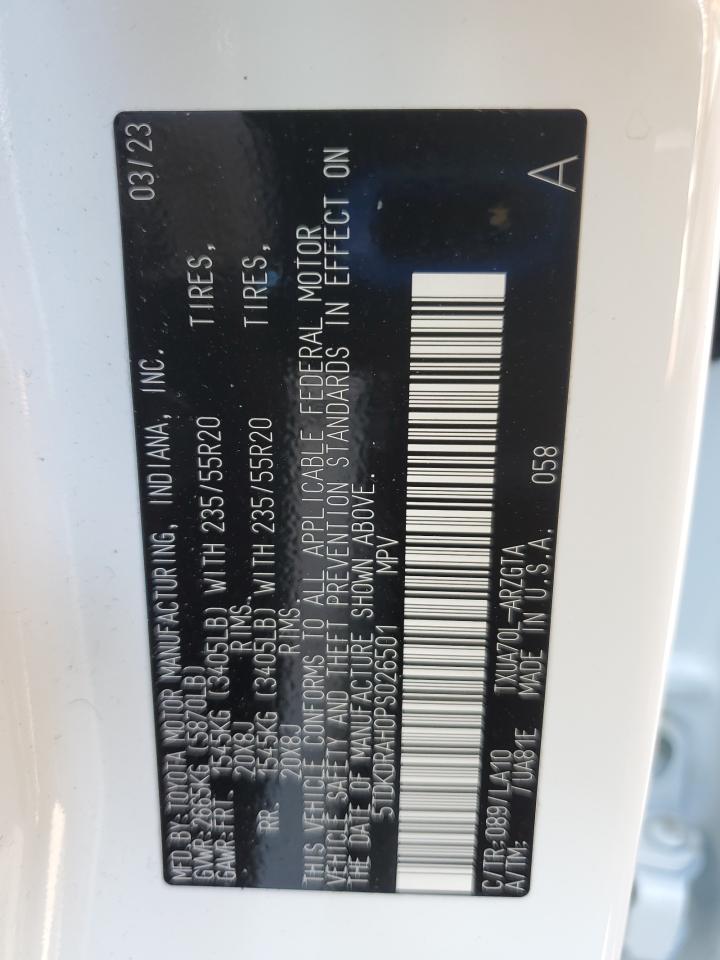 MFD.BY:TOYOTA MOTOR MANUFACTURING, INDIANA, INC. 03/23
GVWR:2665KG (5870LB)
GAWR:FRT. 1545KG (3405LB) WITH 235/55R20 TIRES,
20X8J RIMS.
RR. 1545KG (3405LB) WITH 235/55R20 TIRES,
20X8J RIMS.
THIS VEHICLE CONFORMS TO ALL APPLICABLE FEDERAL MOTOR
VEHICLE SAFETY AND THEFT PREVENTION STANDARDS IN EFFECT ON
THE DATE OF MANUFACTURE SHOWN ABOVE.
5TDKDRAH0PS026501 MPV
C/TR:089/LA10 TXUA70L-ARZGTA
A/TM: /UA81E MADE IN U.S.A. 058 A